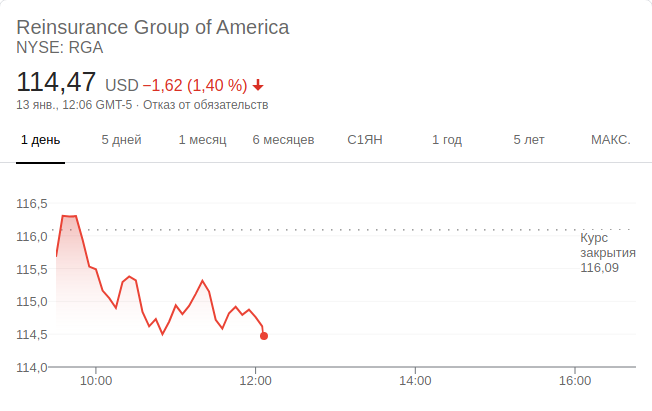 Reinsurance Group of America
NYSE: RGA
114,47 USD −1,62 (1,40 %)
13 янв., 12:06 GMT-5 · Отказ от обязательств
1 день 5 дней 1 месяц 6 месяцев С1ЯН 1 год 5 лет МАКС.
116,5
116,0
115,5
115,0
114,5
114,0
Курс
закрытия
116,09
10:00 12:00 14:00 16:00